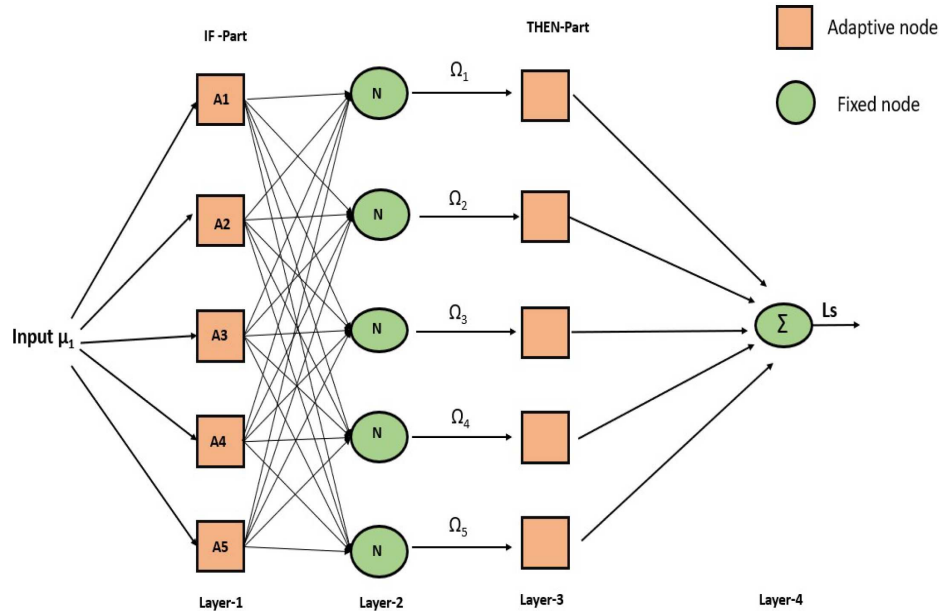 IF -Part
THEN-Part
Adaptive node
Fixed node
A1
N
Ω1
A2
N
Ω2
Input μ1
A3
N
Ω3
Σ
Ls
A4
N
Ω4
A5
N
Ω5
Layer-1
Layer-2
Layer-3
Layer-4